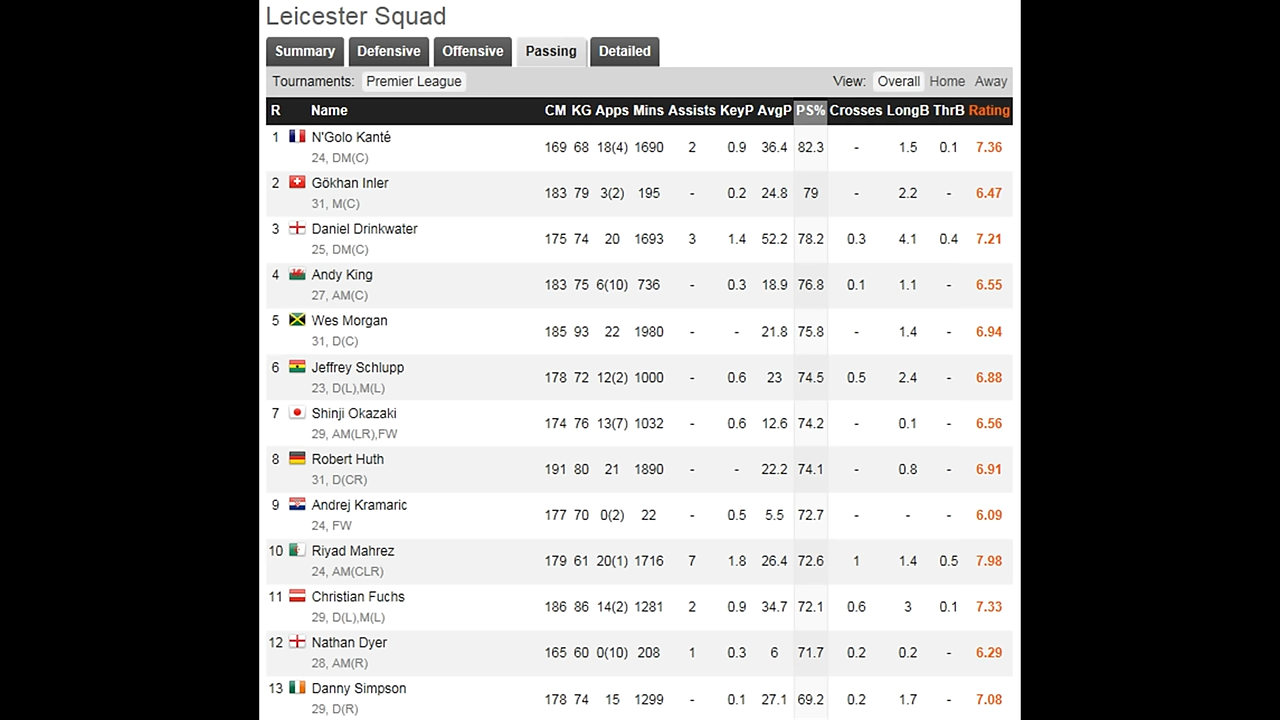 Leicester Squad
Summary Defensive Offensive Passing Detailed
Tournaments: Premier League View: Overall Home Away
R Name CM KG Apps Mins Assists KeyP AvgP PS% Crosses LongB ThrB Rating
1 N'Golo Kanté 169 68 18(4) 1690 2 0.9 36.4 82.3 - 1.5 0.1 7.36
24, DM(C)
2 Gökhan Inler 183 79 3(2) 195 - 0.2 24.8 79 - 2.2 - 6.47
31, M(C)
3 Daniel Drinkwater 175 74 20 1693 3 1.4 52.2 78.2 0.3 4.1 0.4 7.21
25, DM(C)
4 Andy King 183 75 6(10) 736 - 0.3 18.9 76.8 0.1 1.1 - 6.55
27, AM(C)
5 Wes Morgan 185 93 22 1980 - - 21.8 75.8 - 1.4 - 6.94
31, D(C)
6 Jeffrey Schlupp 178 72 12(2) 1000 - 0.6 23 74.5 0.5 2.4 - 6.88
23, D(L),M(L)
7 Shinji Okazaki 174 76 13(7) 1032 - 0.6 12.6 74.2 - 0.1 - 6.56
29, AM(LR),FW
8 Robert Huth 191 80 21 1890 - - 22.2 74.1 - 0.8 - 6.91
31, D(CR)
9 Andrej Kramaric 177 70 0(2) 22 - 0.5 5.5 72.7 - - - 6.09
24, FW
10 Riyad Mahrez 179 61 20(1) 1716 7 1.8 26.4 72.6 1 1.4 0.5 7.98
24, AM(CLR)
11 Christian Fuchs 186 86 14(2) 1281 2 0.9 34.7 72.1 0.6 3 0.1 7.33
29, D(L),M(L)
12 Nathan Dyer 165 60 0(10) 208 1 0.3 6 71.7 0.2 0.2 - 6.29
28, AM(R)
13 Danny Simpson 178 74 15 1299 - 0.1 27.1 69.2 0.2 1.7 - 7.08
29, D(R)